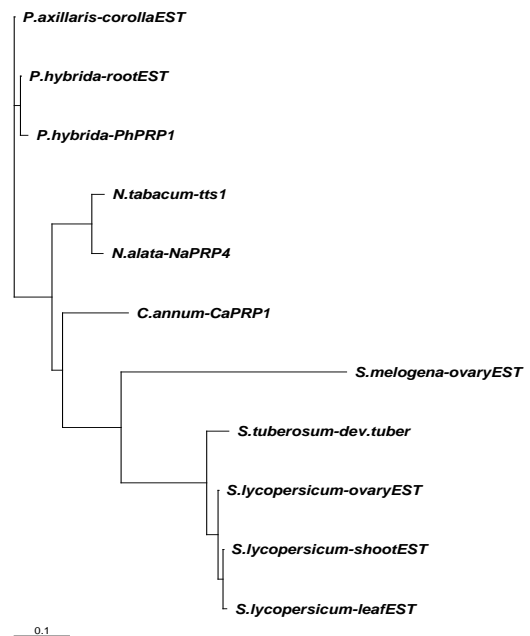 P.axillaris-corollaEST
P.hybrida-rootEST
P.hybrida-PhPRP1
N.tabacum-tts1
N.alata-NaPRP4
C.annum-CaPRP1
S.melogena-ovaryEST
S.tuberosum-dev.tuber
S.lycopersicum-ovaryEST
S.lycopersicum-shootEST
S.lycopersicum-leafEST
0.1